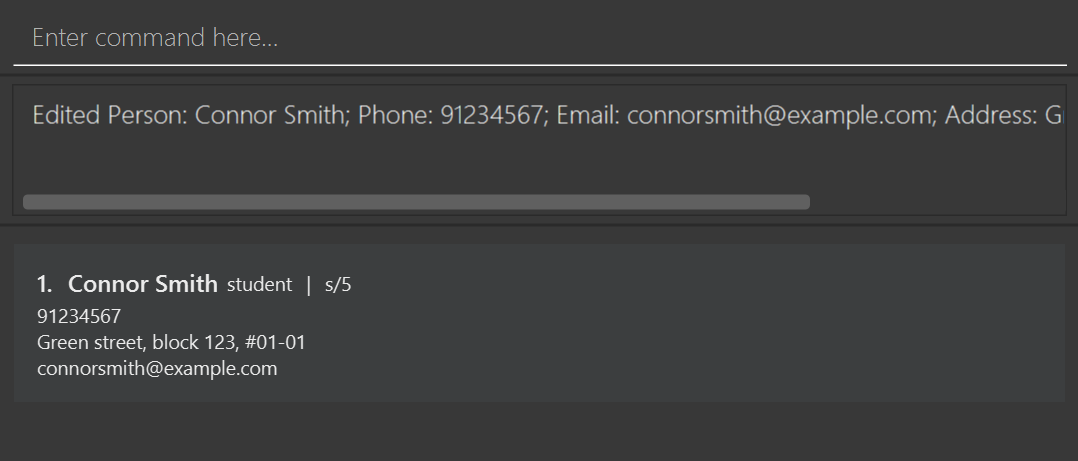 Enter command here...
Edited Person: Connor Smith; Phone: 91234567; Email: connorsmith@example.com; Address: G
1. Connor Smith student | s/5
91234567
Green street, block 123, #01-01
connorsmith@example.com